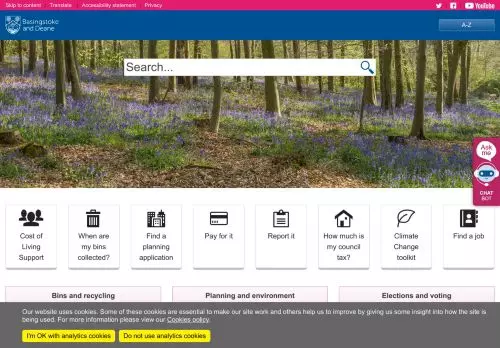 Skip to content
Translate
Accessibility statement
Privacy
YouTube
Basingstoke
and Deane
A-Z
Search...
Ask
me
CHAT
BOT
Cost of
Living
Support
When are
my bins
collected?
Find a
planning
application
Pay for it
Report it
How much is
my council
tax?
Climate
Change
toolkit
Find a job
Bins and recycling
Planning and environment
Elections and voting
Our website uses cookies. Some of these cookies are essential to make our site work and others help us to improve by giving us some insight into how the site is
being used. For more information please view our Cookies policy.
I'm OK with analytics cookies
Do not use analytics cookies